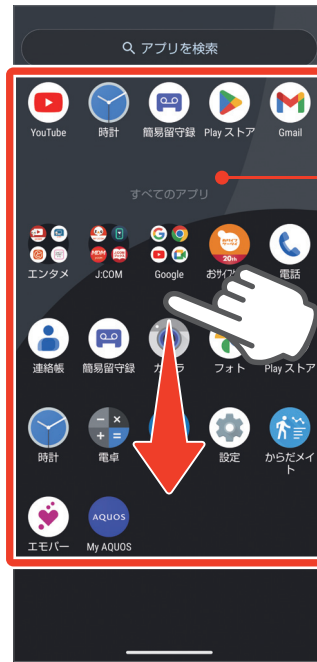 アプリを検索
YouTube 時計 簡易留守録 Play ストア Gmail
すべてのアプリ
20th
エンタメ J:COM Google おサイフ 電話
連絡帳 簡易留守録 カメラ フォト Play ストア
時計 電卓 設定 からだメイ
ト
AQUOS
エモパー My AQUOS